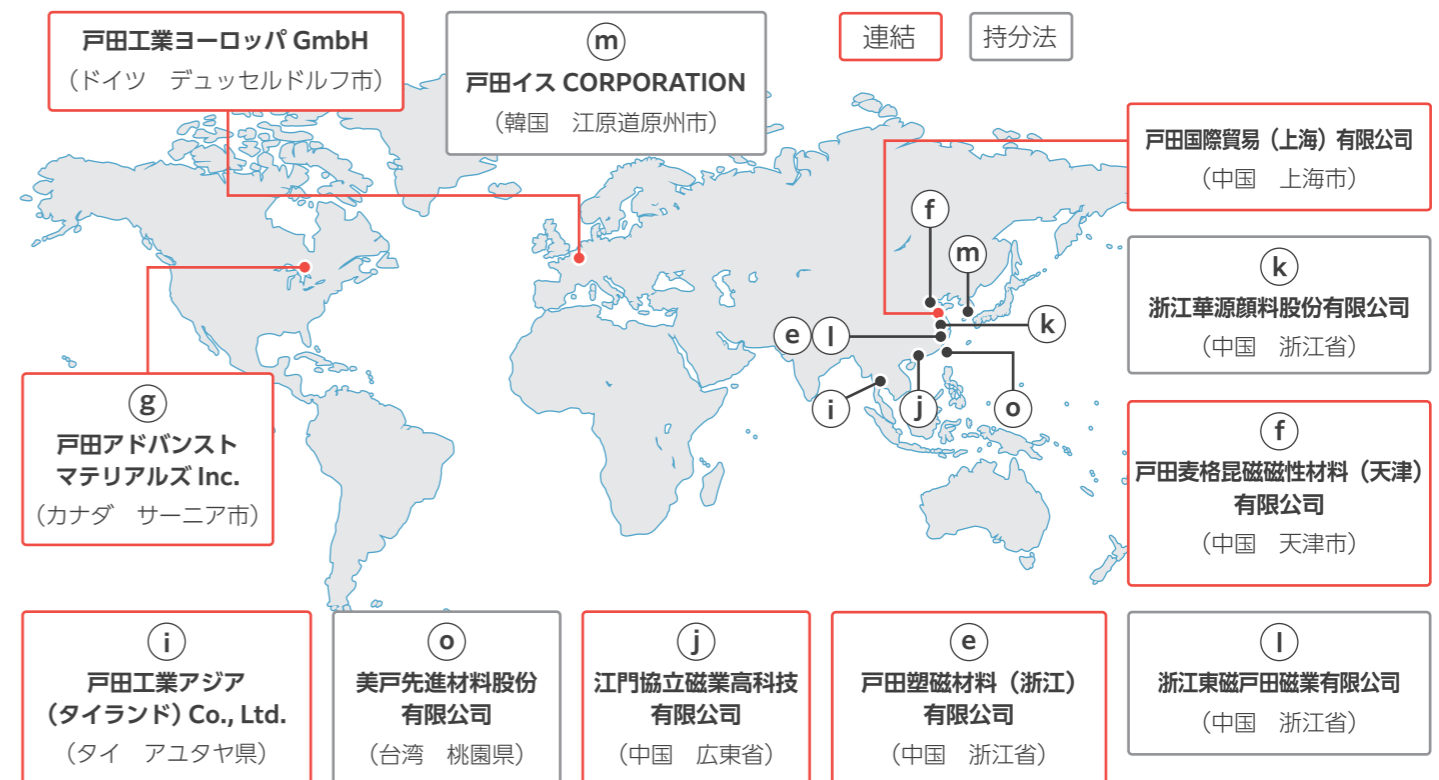 戸田工業ヨーロッパ GmbH
（ドイツ　デュッセルドルフ市）
m
戸田イス CORPORATION
（韓国　江原道原州市）
連結
持分法
戸田国際貿易（上海）有限公司
（中国　上海市）
f
m
k
e
l
i
j
o
k
浙江華源顔料股份有限公司
（中国　浙江省）
g
戸田アドバンスト
マテリアルズ Inc.
（カナダ　サーニア市）
f
戸田麦格昆磁磁性材料（天津）
有限公司
（中国　天津市）
i
戸田工業アジア
（タイランド）Co., Ltd.
（タイ　アユタヤ県）
o
美戸先進材料股份
有限公司
（台湾　桃園県）
j
江門協立磁業高科技
有限公司
（中国　広東省）
e
戸田塑磁材料（浙江）
有限公司
（中国　浙江省）
l
浙江東磁戸田磁業有限公司
（中国　浙江省）